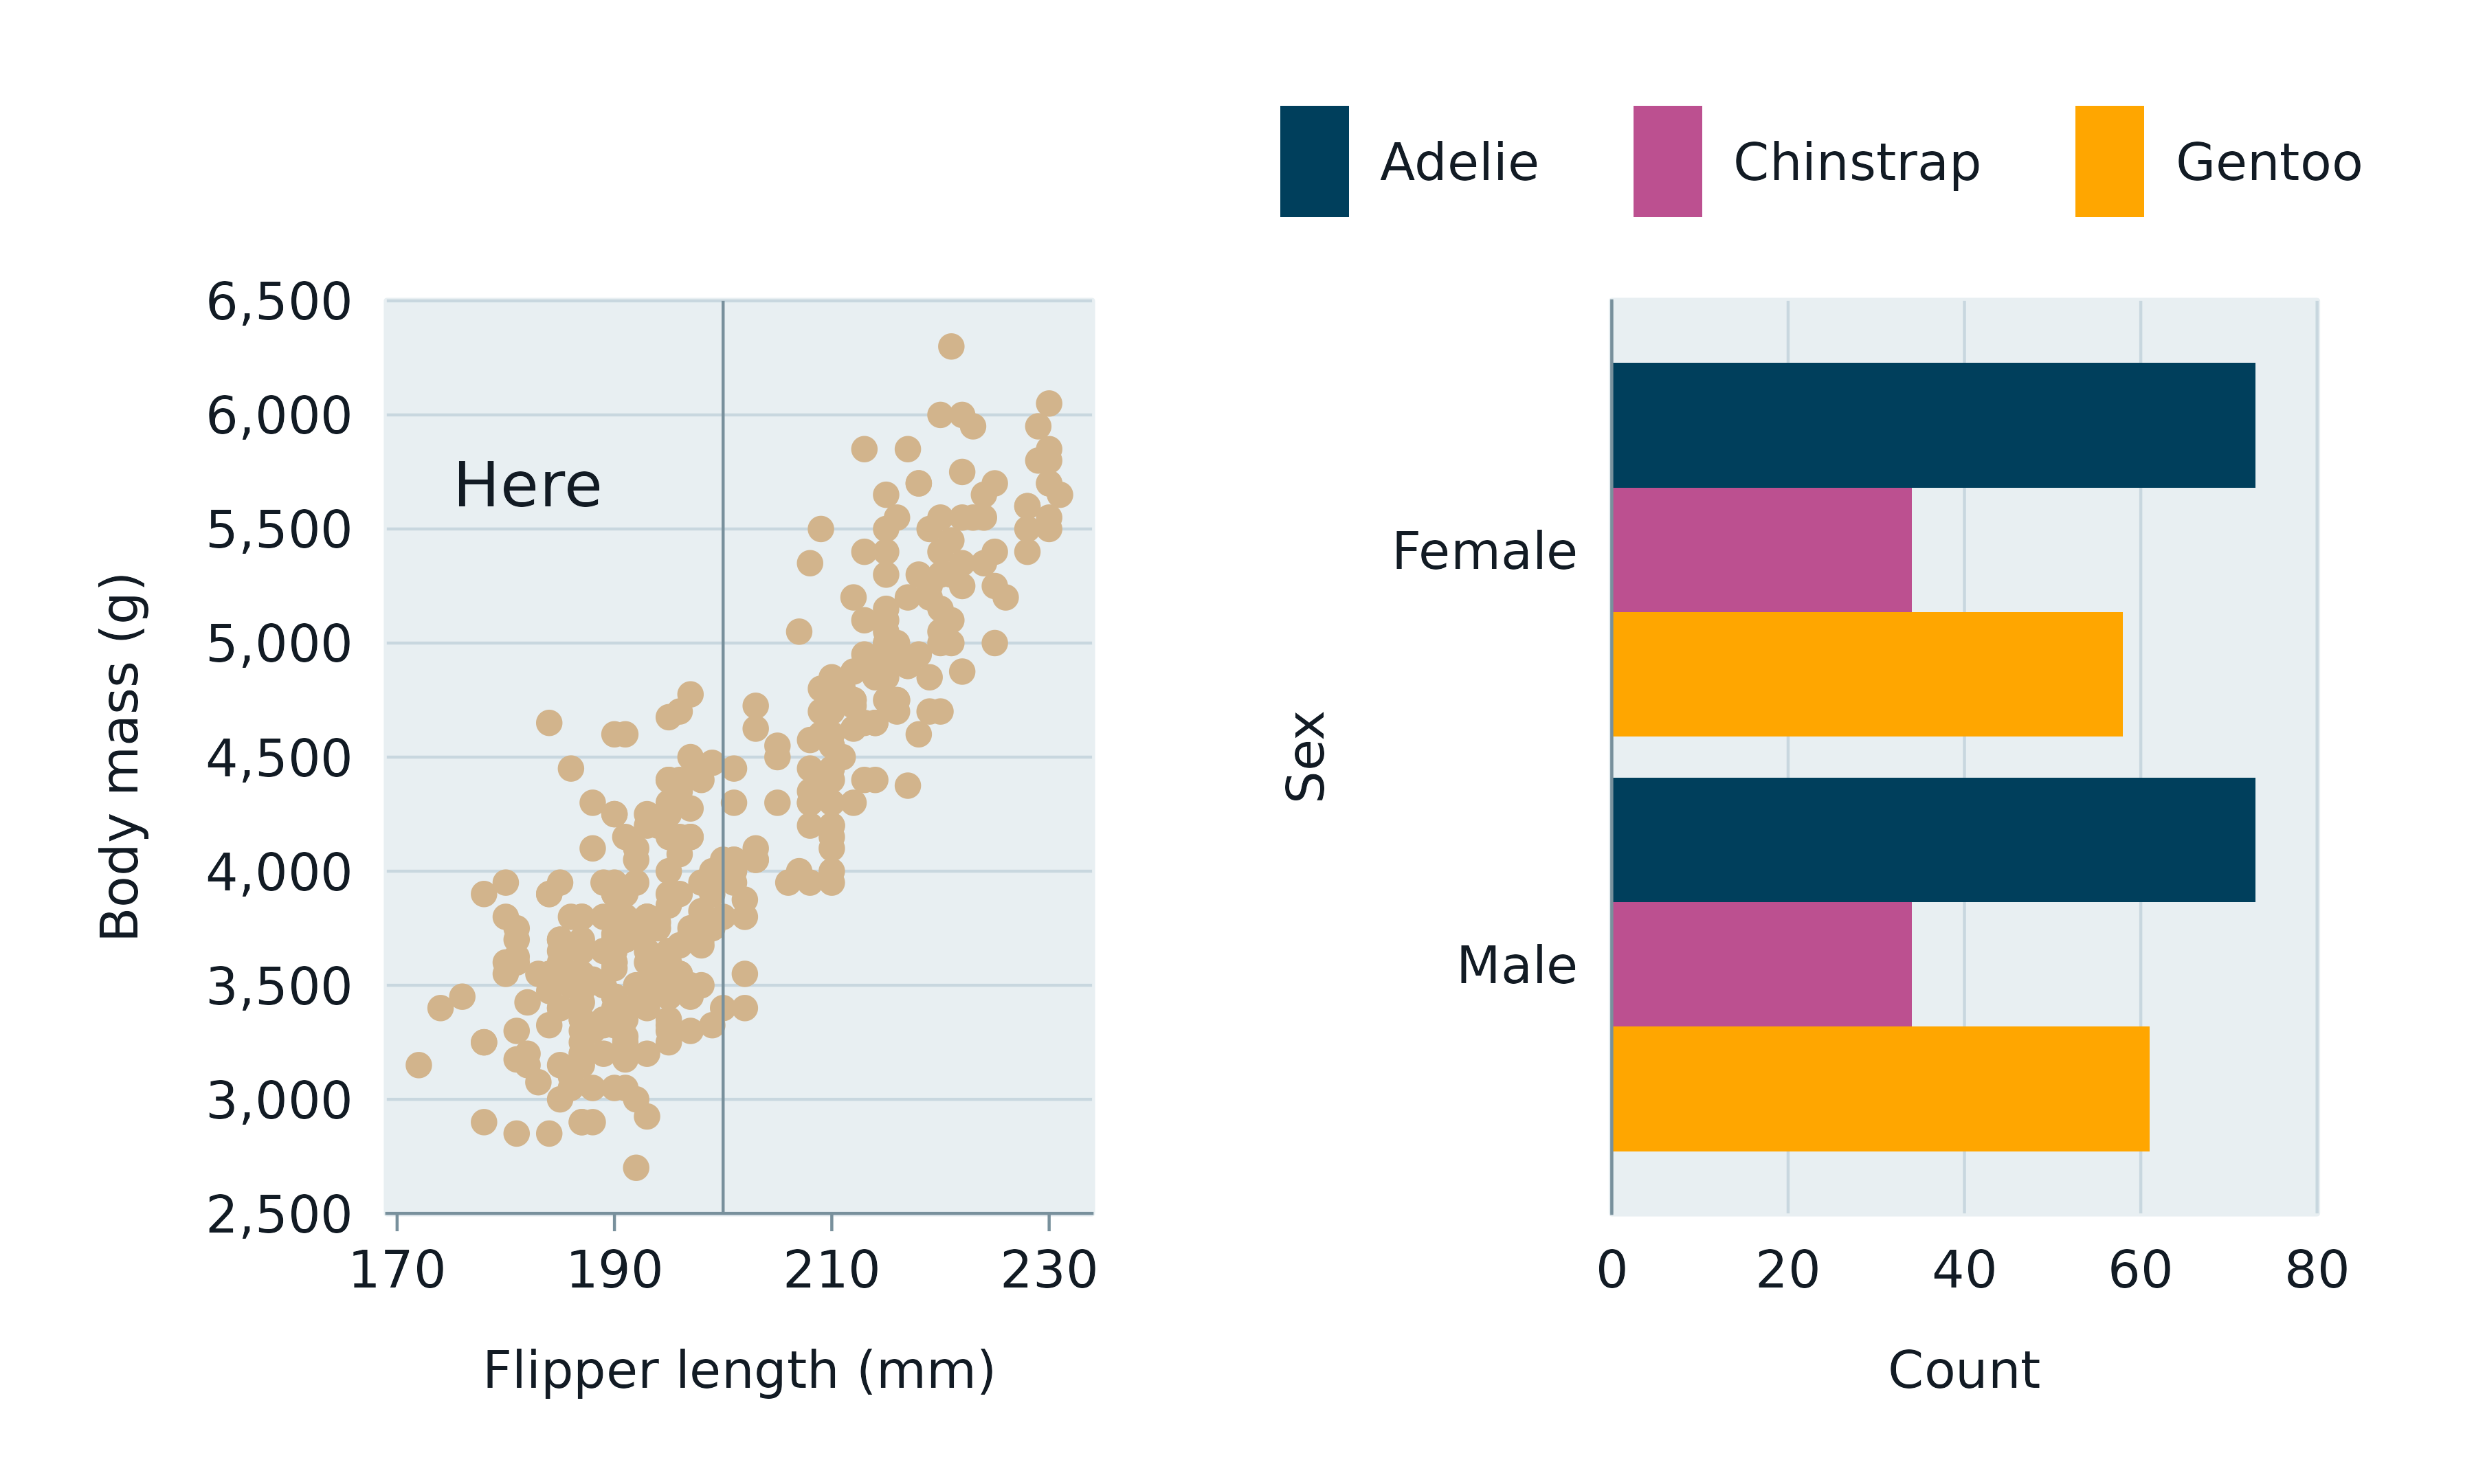 Adelie
Chinstrap
Gentoo
6,500
6,000
5,500
5,000
4,500
4,000
3,500
3,000
2,500
Body mass (g)
Here
170 190 210 230
Flipper length (mm)
Sex
Female
Male
0 20 40 60 80
Count